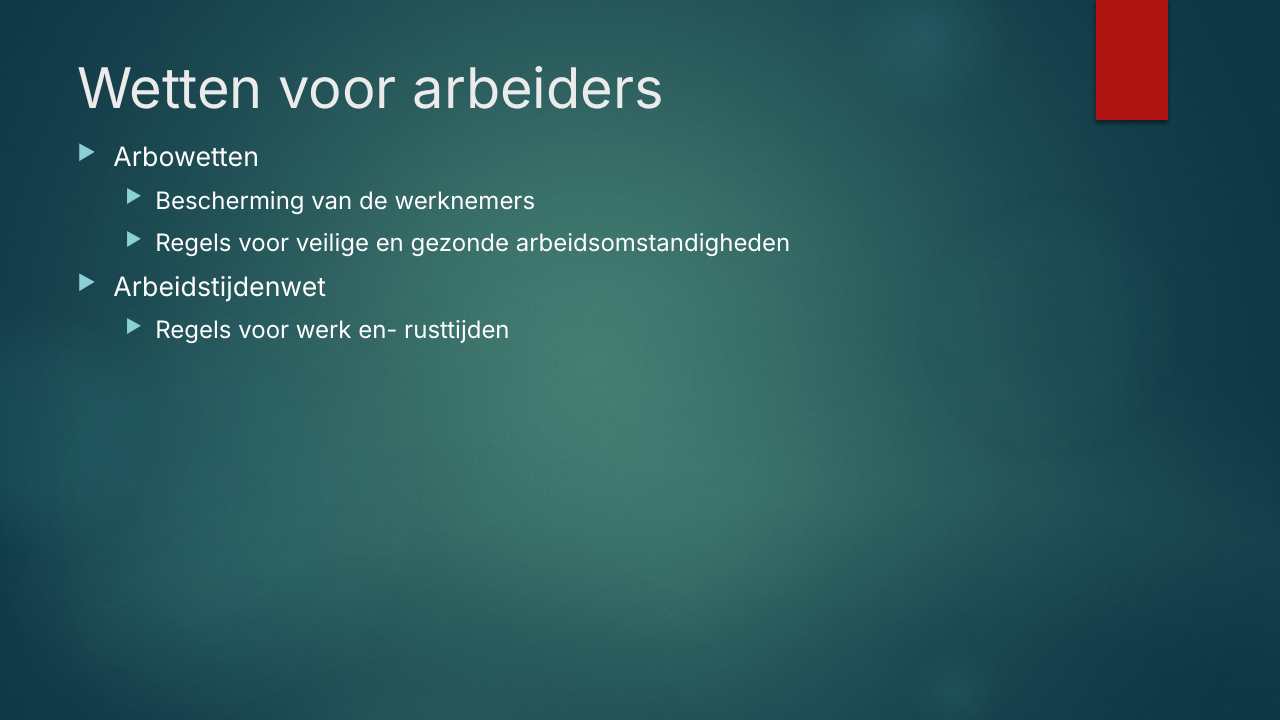 Wetten voor arbeiders
Arbowetten
Bescherming van de werknemers
Regels voor veilige en gezonde arbeidsomstandigheden
Arbeidstijdenwet
Regels voor werk en- rusttijden